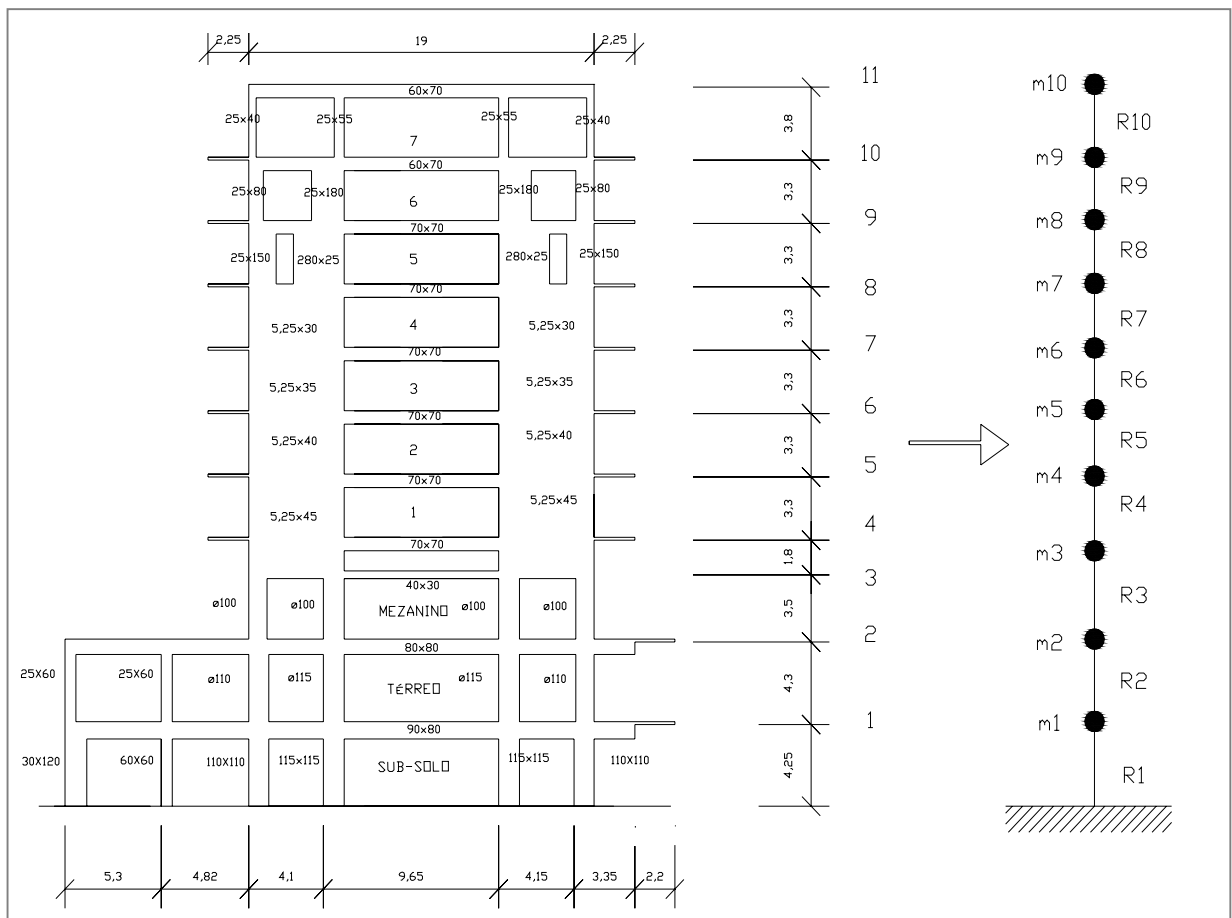 2,25 19 2,25
11
60x70
m10
25x40 25x55 25x55 25x40
3,8
R10
7
10
60x70
m9
25x80 25x180 25x180 25x80
3,3
R9
6
9
70x70
m8
25x150 280x25 280x25 25x150
5
3,3
R8
8
70x70
m7
5,25x30 4 5,25x30
3,3
R7
7
70x70
m6
5,25x35 3 5,25x35
3,3
R6
6
70x70
m5
5,25x40 2 5,25x40
3,3
R5
5
70x70
m4
5,25x45 1 5,25x45
3,3
R4
4
70x70
1,8
m3
3
40x30
ø100 ø100 MEZANINO ø100 ø100
3,5
R3
2
80x80
m2
25X60 25X60 ø110 ø115 TÉRREO ø115 ø110
4,3
R2
1
90x80
m1
30X120 60X60 110X110 115x115 SUB-SOLO 115x115 110X110
4,25
R1
5,3 4,82 4,1 9,65 4,15 3,35 2,2